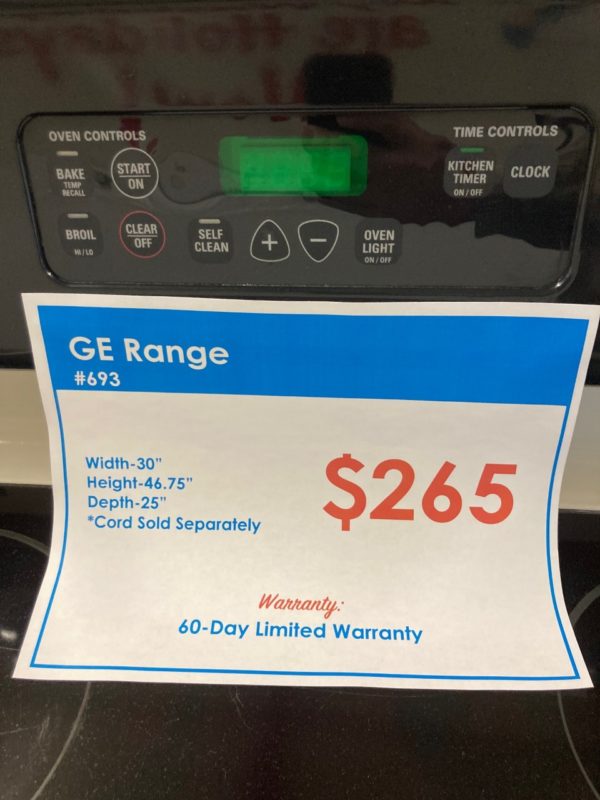 OVEN CONTROLS
TIME CONTROLS
BAKE
TEMP
RECALL
START
ON
KITCHEN
TIMER
ON / OFF
CLOCK
BROIL
HI / LO
CLEAR
OFF
SELF
CLEAN
+
−
OVEN
LIGHT
ON / OFF
GE Range
#693
Width-30"
Height-46.75"
Depth-25"
*Cord Sold Separately
$265
Warranty:
60-Day Limited Warranty